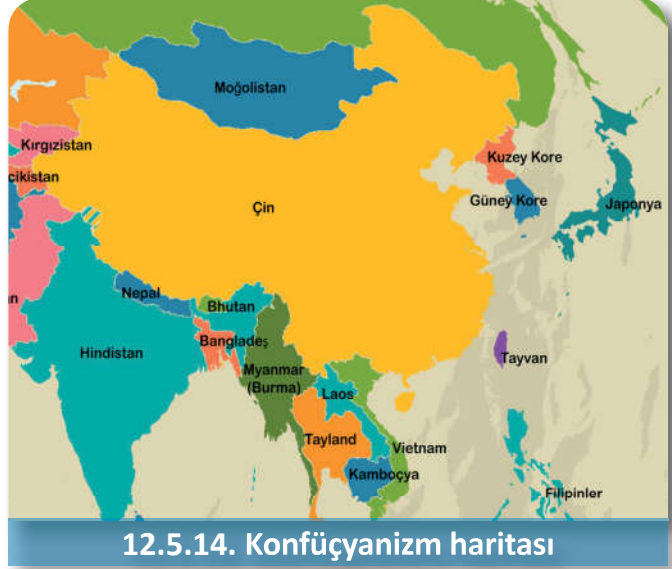 Moğolistan
Kırgızistan
Kuzey Kore
cikistan
Güney Kore
Japonya
Çin
n
Nepal
Bhutan
Bangladeş
Hindistan
Tayvan
Myanmar
(Burma)
Laos
Tayland
Vietnam
Kamboçya
Filipinler
12.5.14. Konfüçyanizm haritası